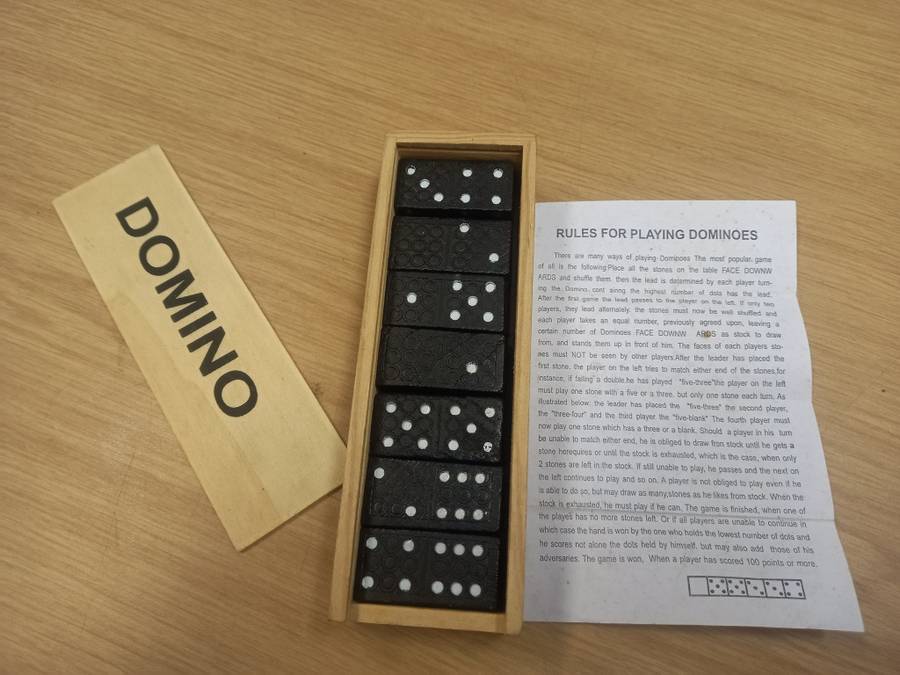 DOMINO
RULES FOR PLAYING DOMINOES
There are many ways of playing Dominoes The most popular game
of all is the following Place all the stones on the table FACE DOWNW
ARDS and shuffle them. then the lead is determined by each player turn-
ing the Domino. cont aining the highest number of dots has the lead.
After the first game the lead passes to the player on the left. If only two
players, they lead alternately, the stones must now be well shuffled and
each player takes an equal number, previously agreed upon, leaving a
certain number of Dominoes FACE DOWNW ARDS as stock to draw
from, and stands them up in front of him. The faces of each players sto-
nes must NOT be seen by other players.After the leader has placed the
first stone, the player on the left tries to match either end of the stones,for
instance, if failing a double,he has played "five-three"the player on the left
must play one stone with a five or a three, but only one stone each turn. As
illustrated below: the leader has placed the "five-three" the second player,
the "three-four" and the third player the "five-blank" The fourth player must
now play one stone which has a three or a blank. Should a player in his turn
be unable to match either end, he is obliged to draw fron stock until he gets a
stone herequires or until the stock is exhausted, which is the case, when only
2 stones are left in the stock. If still unable to play, he passes and the next on
the left continues to play and so on. A player is not obliged to play even if he
is able to do so, but may draw as many,stones as he likes from stock. When the
stock is exhausted, he must play if he can. The game is finished, when one of
the playes has no more stones left. Or if all players are unable to continue in
which case the hand is won by the one who holds the lowest number of dots and
he scores not alone the dots held by himself, but may also add those of his
adversaries. The game is won, When a player has scored 100 points or more.